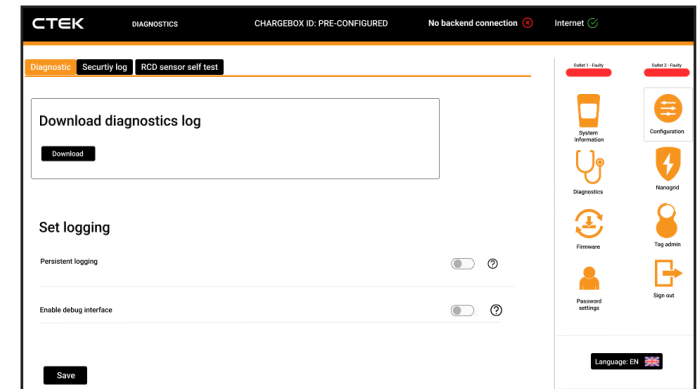 CTEK DIAGNOSTICS CHARGEBOX ID: PRE-CONFIGURED No backend connection Internet
Diagnostic Securtiy log RCD sensor self test
Outlet 1 - Faulty Outlet 2 - Faulty
Download diagnostics log
Download
System
information
Configuration
Diagnostics
Nanogrid
Set logging
Firmware
Tag admin
Persistent logging
Enable debug interface
Password
settings
Sign out
Language: EN
Save